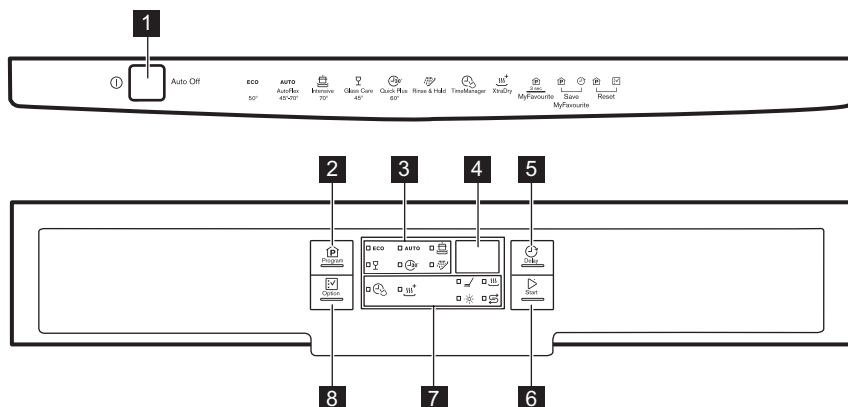 1
Auto Off
ECO AUTO 30' 3 sec.
AutoFlex Intensive Glass Care Quick Plus Rinse & Hold TimeManager XtraDry MyFavourite Save Reset
50° 45°-70° 70° 45° 60° MyFavourite
2 3 4 5
P Program ECO AUTO Delay
30'
Option Start
8 7 6